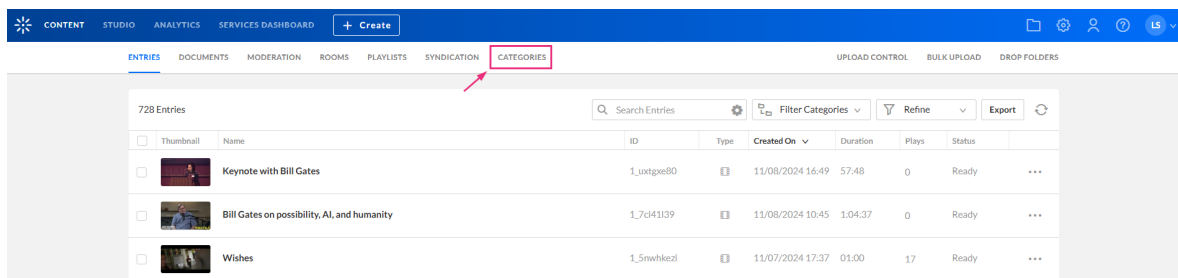 CONTENT STUDIO ANALYTICS SERVICES DASHBOARD + Create LS
ENTRIES DOCUMENTS MODERATION ROOMS PLAYLISTS SYNDICATION CATEGORIES UPLOAD CONTROL BULK UPLOAD DROP FOLDERS
728 Entries Search Entries Filter Categories Refine Export
Thumbnail Name ID Type Created On Duration Plays Status
Keynote with Bill Gates 1_uxtgxe80 11/08/2024 16:49 57:48 0 Ready
Bill Gates on possibility, AI, and humanity 1_7cl41l39 11/08/2024 10:45 1:04:37 0 Ready
Wishes 1_5nwhkezl 11/07/2024 17:37 01:00 17 Ready